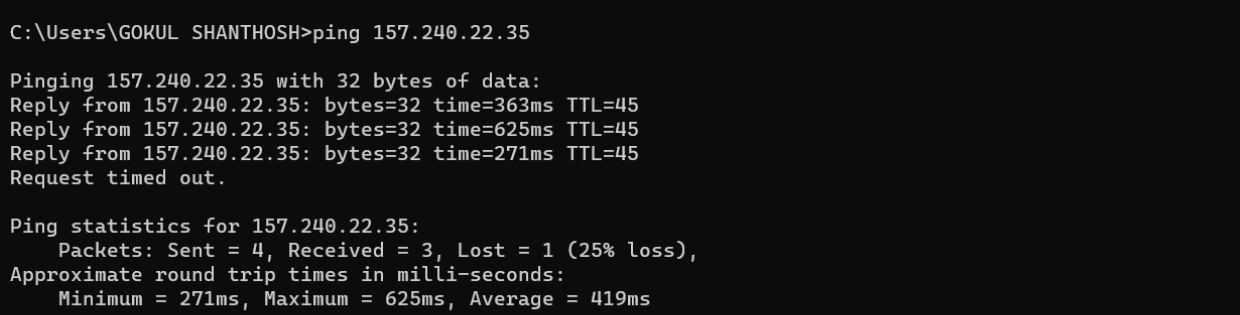 C:\Users\GOKUL SHANTHOSH>ping 157.240.22.35
Pinging 157.240.22.35 with 32 bytes of data:
Reply from 157.240.22.35: bytes=32 time=363ms TTL=45
Reply from 157.240.22.35: bytes=32 time=625ms TTL=45
Reply from 157.240.22.35: bytes=32 time=271ms TTL=45
Request timed out.
Ping statistics for 157.240.22.35:
    Packets: Sent = 4, Received = 3, Lost = 1 (25% loss),
Approximate round trip times in milli-seconds:
    Minimum = 271ms, Maximum = 625ms, Average = 419ms